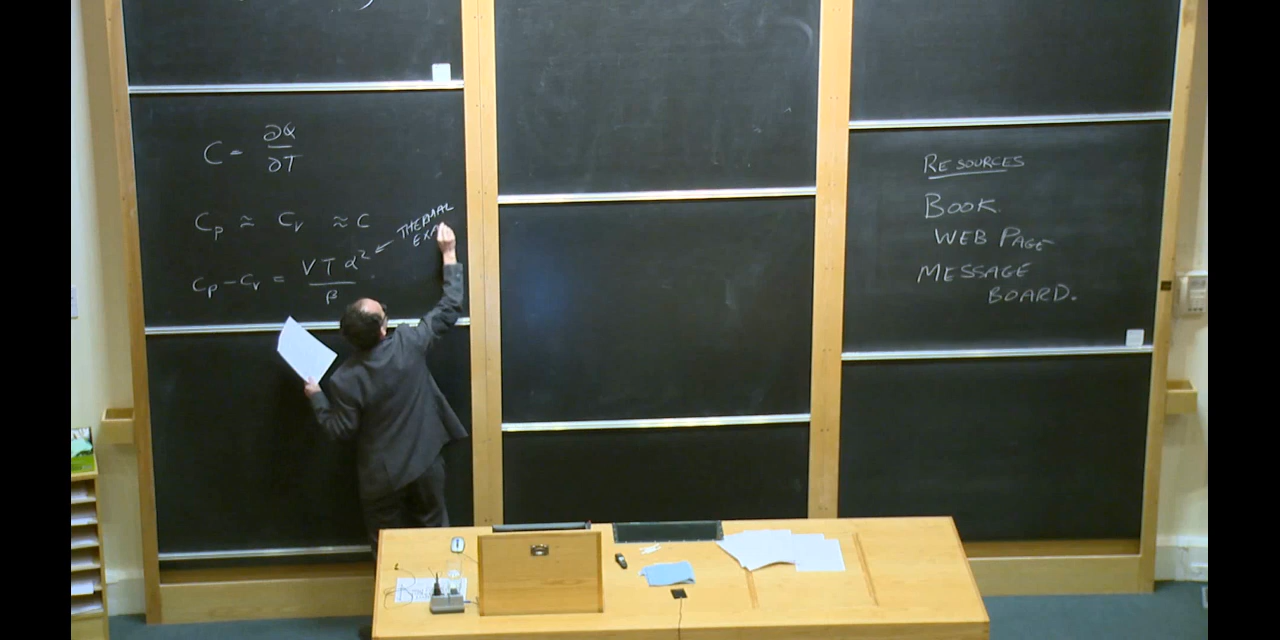 C = ∂Q/∂T
Cp ≈ Cv ≈ C
THERMAL
Cp - Cv = VTα²/β
RESOURCES
BOOK
WEB PAGE
MESSAGE
BOARD.